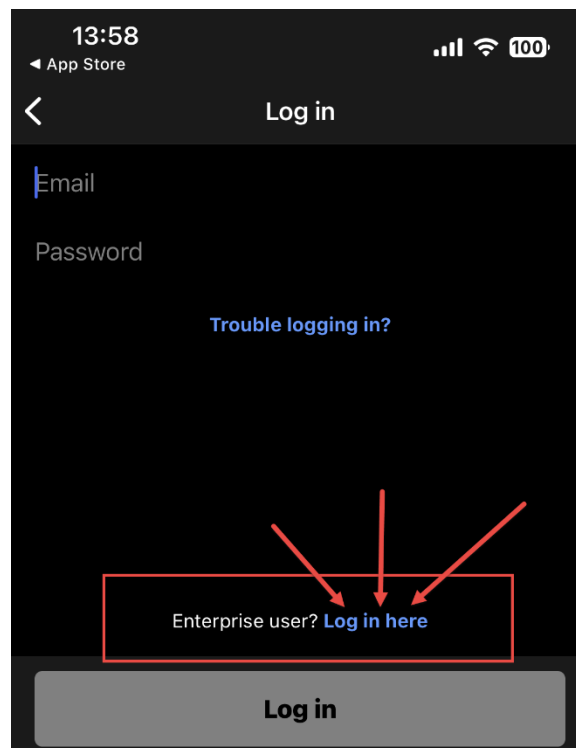 13:58
100
◀ App Store
Log in
Email
Password
Trouble logging in?
Enterprise user? Log in here
Log in